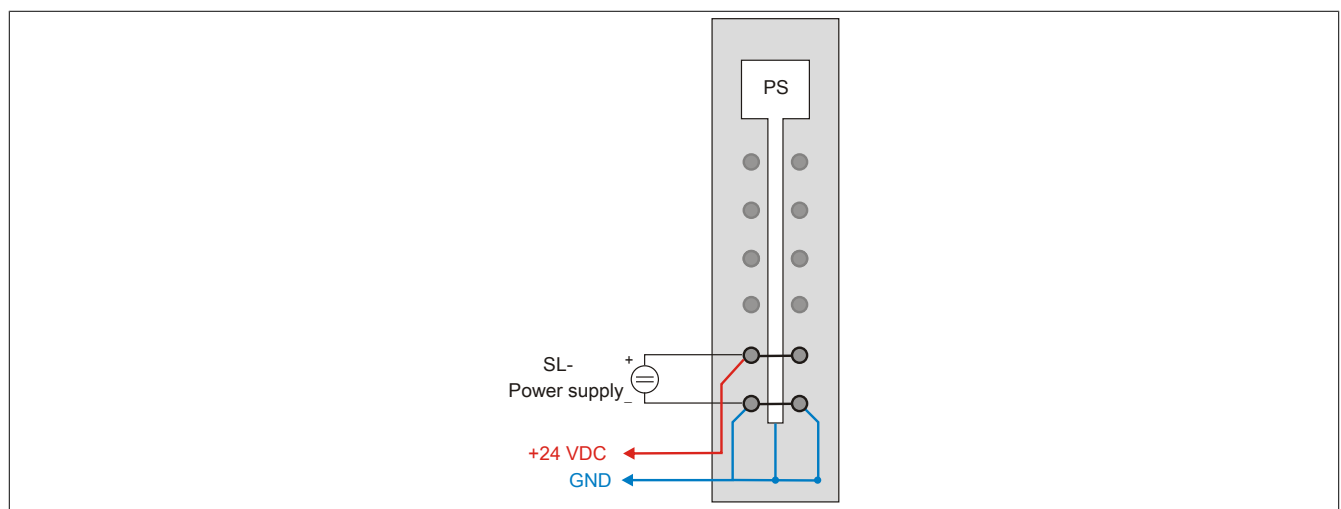 PS
SL-
Power supply
+
_
+24 VDC
GND